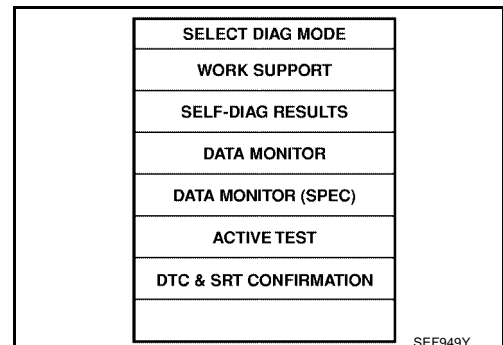 SELECT DIAG MODE
WORK SUPPORT
SELF-DIAG RESULTS
DATA MONITOR
DATA MONITOR (SPEC)
ACTIVE TEST
DTC & SRT CONFIRMATION
SEF949Y